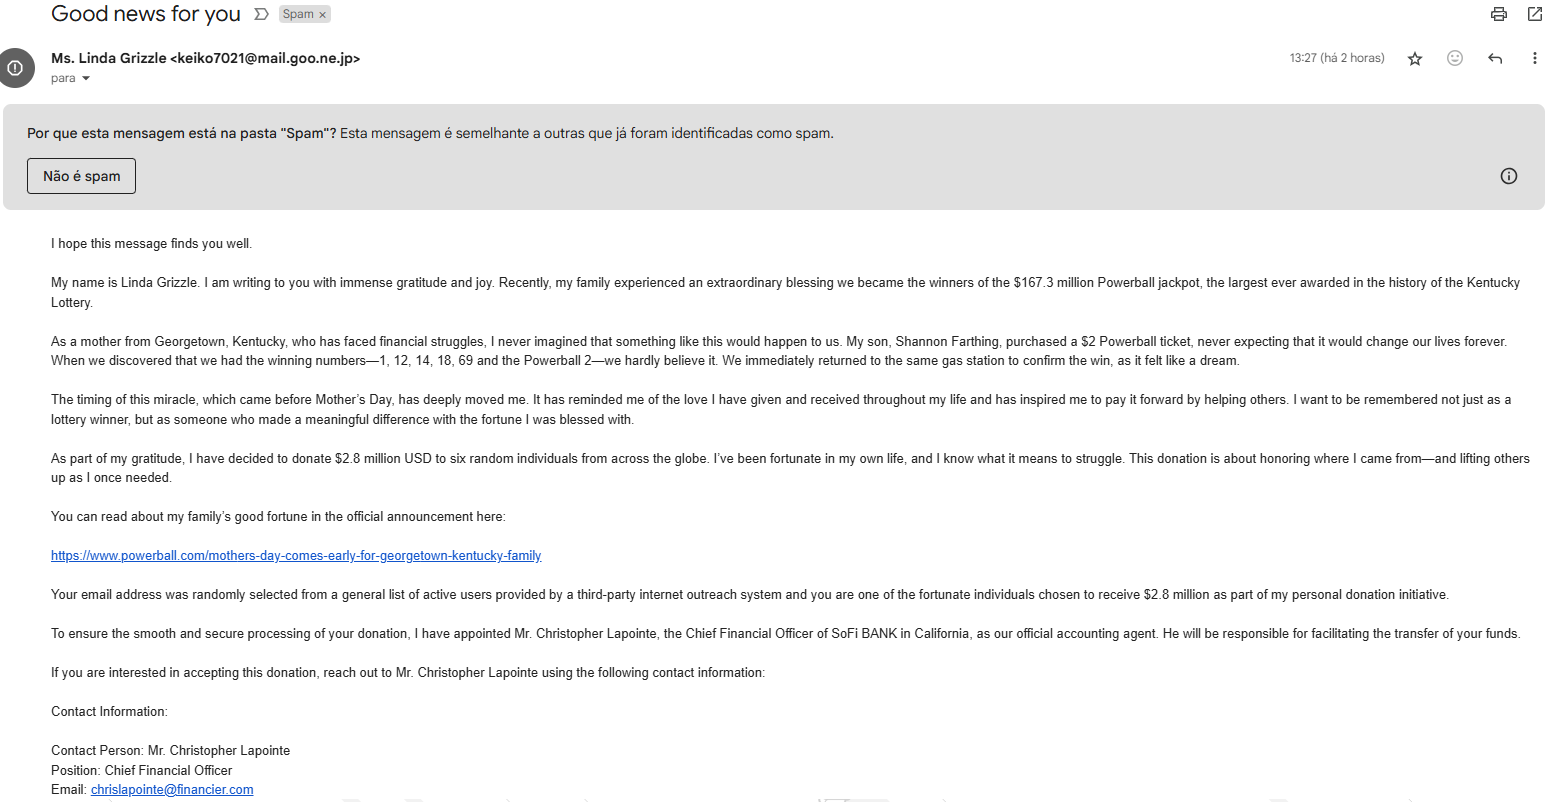 Good news for you Spam x
Ms. Linda Grizzle <keiko7021@mail.goo.ne.jp> 13:27 (há 2 horas)
para
Por que esta mensagem está na pasta "Spam"? Esta mensagem é semelhante a outras que já foram identificadas como spam.
Não é spam
I hope this message finds you well.
My name is Linda Grizzle. I am writing to you with immense gratitude and joy. Recently, my family experienced an extraordinary blessing we became the winners of the $167.3 million Powerball jackpot, the largest ever awarded in the history of the Kentucky
Lottery.
As a mother from Georgetown, Kentucky, who has faced financial struggles, I never imagined that something like this would happen to us. My son, Shannon Farthing, purchased a $2 Powerball ticket, never expecting that it would change our lives forever.
When we discovered that we had the winning numbers—1, 12, 14, 18, 69 and the Powerball 2—we hardly believe it. We immediately returned to the same gas station to confirm the win, as it felt like a dream.
The timing of this miracle, which came before Mother's Day, has deeply moved me. It has reminded me of the love I have given and received throughout my life and has inspired me to pay it forward by helping others. I want to be remembered not just as a
lottery winner, but as someone who made a meaningful difference with the fortune I was blessed with.
As part of my gratitude, I have decided to donate $2.8 million USD to six random individuals from across the globe. I've been fortunate in my own life, and I know what it means to struggle. This donation is about honoring where I came from—and lifting others
up as I once needed.
You can read about my family's good fortune in the official announcement here:
https://www.powerball.com/mothers-day-comes-early-for-georgetown-kentucky-family
Your email address was randomly selected from a general list of active users provided by a third-party internet outreach system and you are one of the fortunate individuals chosen to receive $2.8 million as part of my personal donation initiative.
To ensure the smooth and secure processing of your donation, I have appointed Mr. Christopher Lapointe, the Chief Financial Officer of SoFi BANK in California, as our official accounting agent. He will be responsible for facilitating the transfer of your funds.
If you are interested in accepting this donation, reach out to Mr. Christopher Lapointe using the following contact information:
Contact Information:
Contact Person: Mr. Christopher Lapointe
Position: Chief Financial Officer
Email: chrislapointe@financier.com